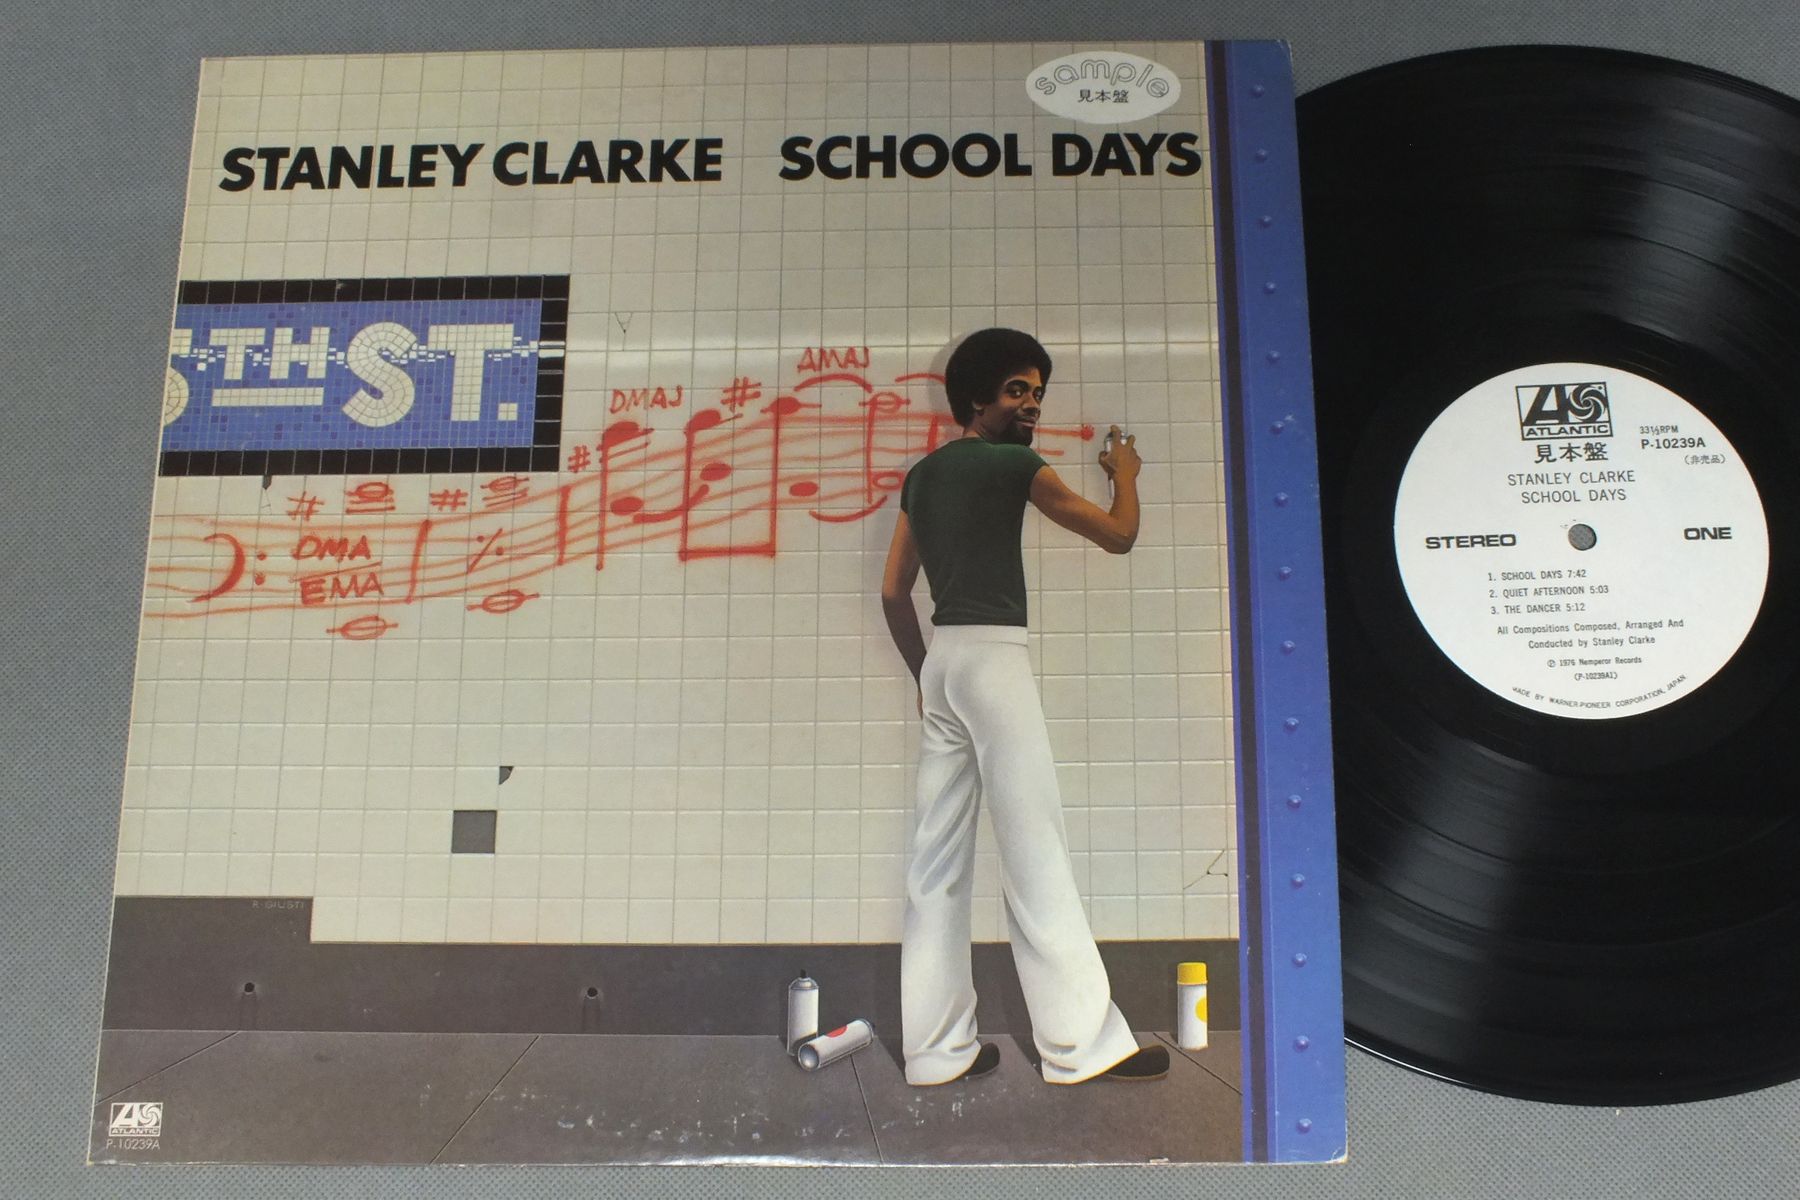 sample
見本盤
STANLEY CLARKE SCHOOL DAYS
5TH ST.
DMAJ
AMAJ
DMA
EMA
R·GIUSTI
ATLANTIC
P-10239A
ATLANTIC
見本盤
33⅓RPM
P-10239A
(非売品)
STANLEY CLARKE
SCHOOL DAYS
STEREO
ONE
1. SCHOOL DAYS 7:42
2. QUIET AFTERNOON 5:03
3. THE DANCER 5:12
All Compositions Composed, Arranged And
Conducted by Stanley Clarke
℗ 1976 Nemperor Records
(P-10239A1)
MADE BY WARNER-PIONEER CORPORATION, JAPAN